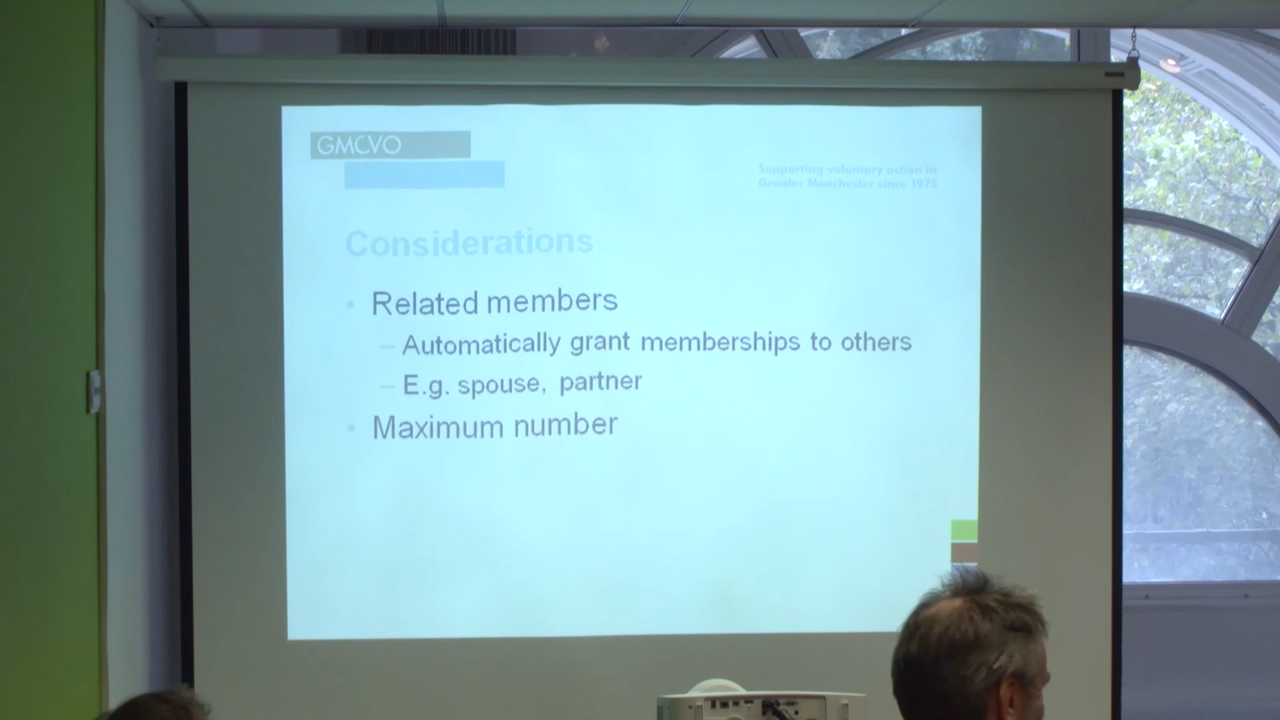 GMCVO
Supporting voluntary action in
Greater Manchester since 1975
Considerations
• Related members
– Automatically grant memberships to others
– E.g. spouse, partner
• Maximum number